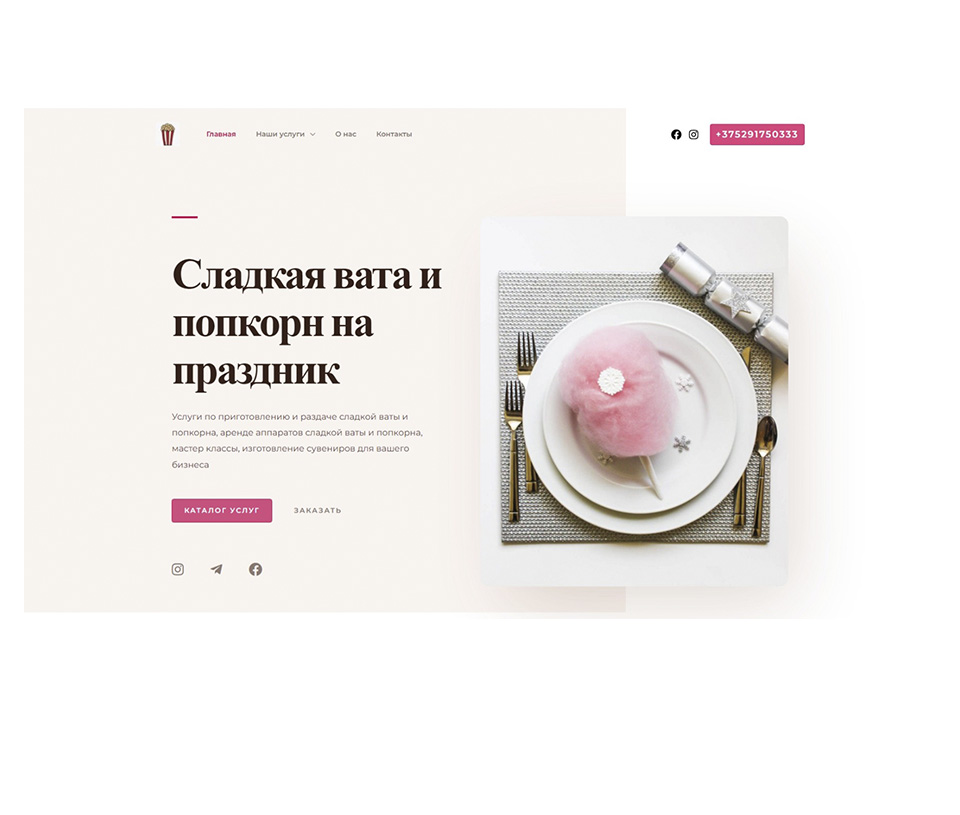 Главная Наши услуги О нас Контакты +375291750333
Сладкая вата и
попкорн на
праздник
Услуги по приготовлению и раздаче сладкой ваты и
попкорна, аренде аппаратов сладкой ваты и попкорна,
мастер классы, изготовление сувениров для вашего
бизнеса
КАТАЛОГ УСЛУГ ЗАКАЗАТЬ